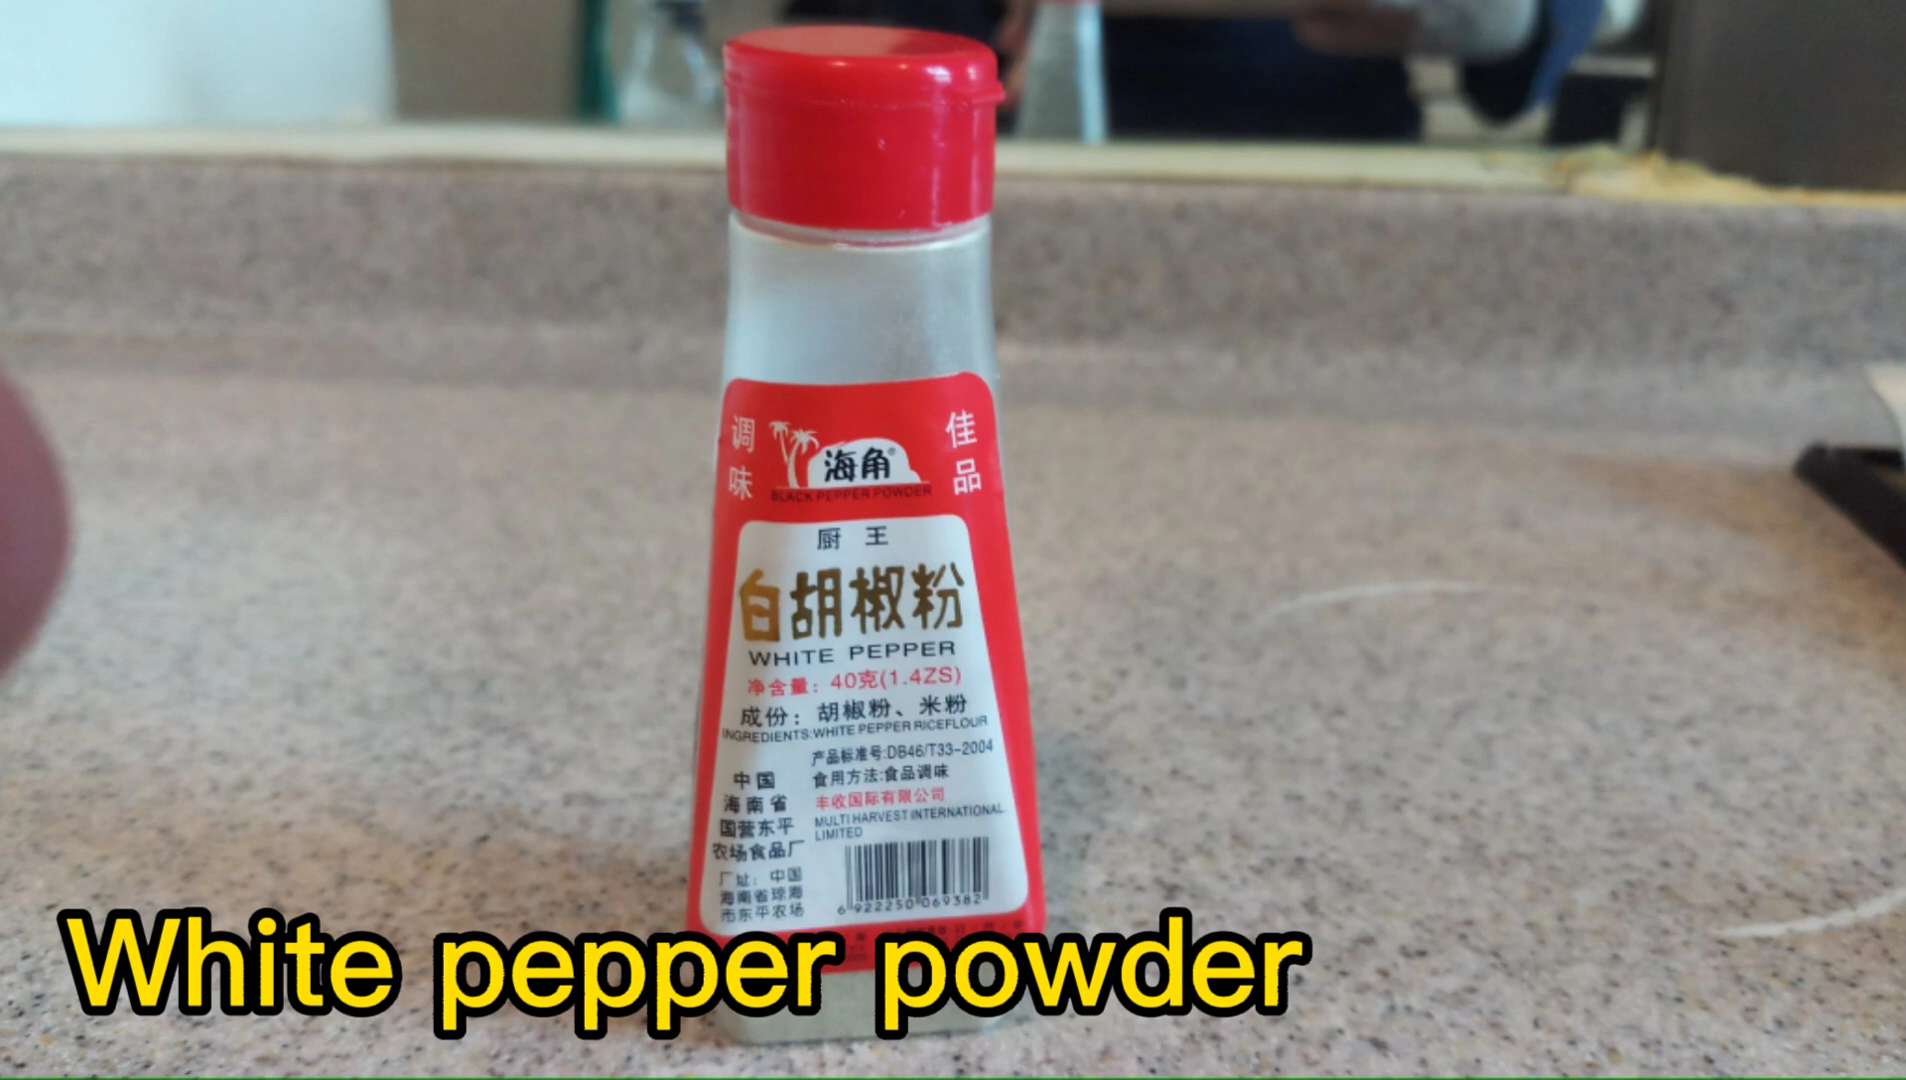 调味
佳品
海角®
BLACK PEPPER POWDER
厨 王
白胡椒粉
WHITE PEPPER
净含量：40克(1.4ZS)
成份：胡椒粉、米粉
INGREDIENTS:WHITE PEPPER RICEFLOUR
产品标准号:DB46/T33-2004
食用方法:食品调味
丰收国际有限公司
MULTI HARVEST INTERNATIONAL
LIMITED
中国
海南省
国营东平
农场食品厂
厂址：中国
海南省琼海
市东平农场
6 922250 069382
White pepper powder